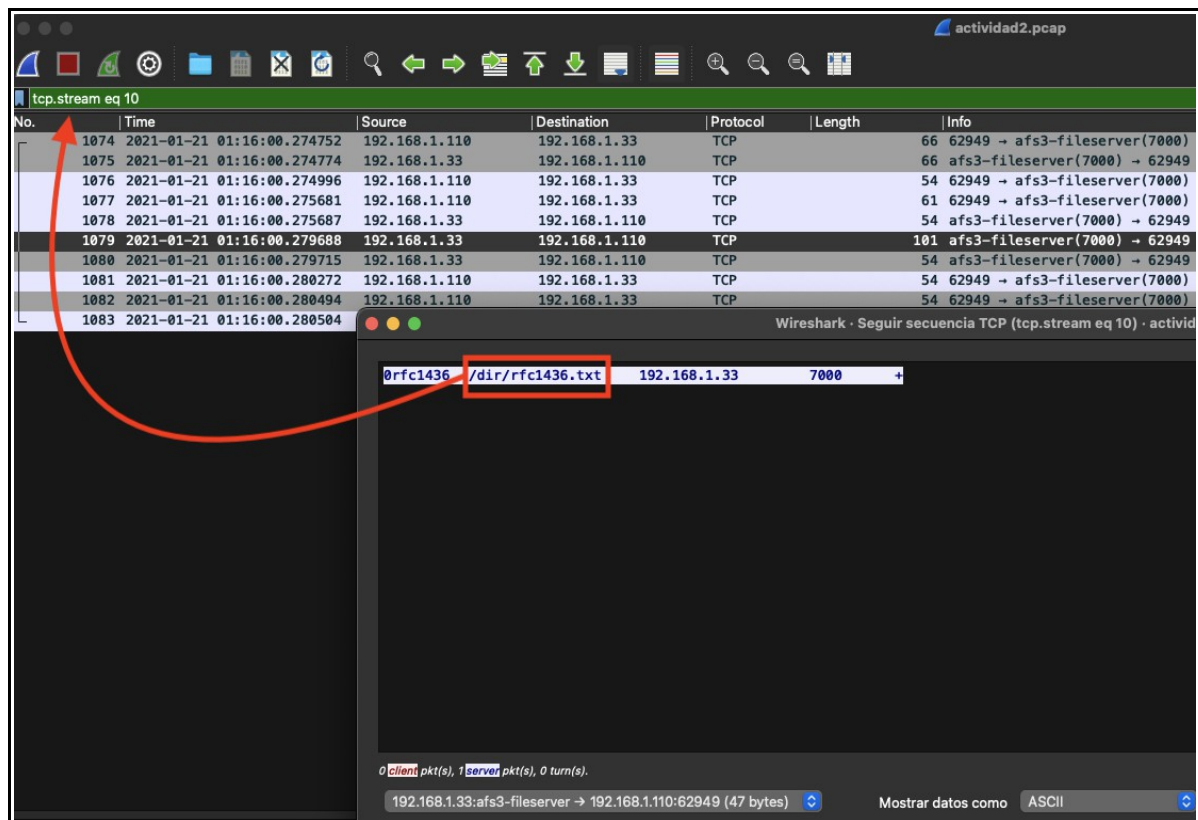 actividad2.pcap
tcp.stream eq 10
No. Time Source Destination Protocol Length Info
1074 2021-01-21 01:16:00.274752 192.168.1.110 192.168.1.33 TCP 66 62949 → afs3-fileserver(7000)
1075 2021-01-21 01:16:00.274774 192.168.1.33 192.168.1.110 TCP 66 afs3-fileserver(7000) → 62949
1076 2021-01-21 01:16:00.274996 192.168.1.110 192.168.1.33 TCP 54 62949 → afs3-fileserver(7000)
1077 2021-01-21 01:16:00.275681 192.168.1.110 192.168.1.33 TCP 61 62949 → afs3-fileserver(7000)
1078 2021-01-21 01:16:00.275687 192.168.1.33 192.168.1.110 TCP 54 afs3-fileserver(7000) → 62949
1079 2021-01-21 01:16:00.279688 192.168.1.33 192.168.1.110 TCP 101 afs3-fileserver(7000) → 62949
1080 2021-01-21 01:16:00.279715 192.168.1.33 192.168.1.110 TCP 54 afs3-fileserver(7000) → 62949
1081 2021-01-21 01:16:00.280272 192.168.1.110 192.168.1.33 TCP 54 62949 → afs3-fileserver(7000)
1082 2021-01-21 01:16:00.280494 192.168.1.110 192.168.1.33 TCP 54 62949 → afs3-fileserver(7000)
1083 2021-01-21 01:16:00.280504
Wireshark · Seguir secuencia TCP (tcp.stream eq 10) · activid
0rfc1436 /dir/rfc1436.txt 192.168.1.33 7000 +
0 client pkt(s), 1 server pkt(s), 0 turn(s).
192.168.1.33:afs3-fileserver → 192.168.1.110:62949 (47 bytes) Mostrar datos como ASCII